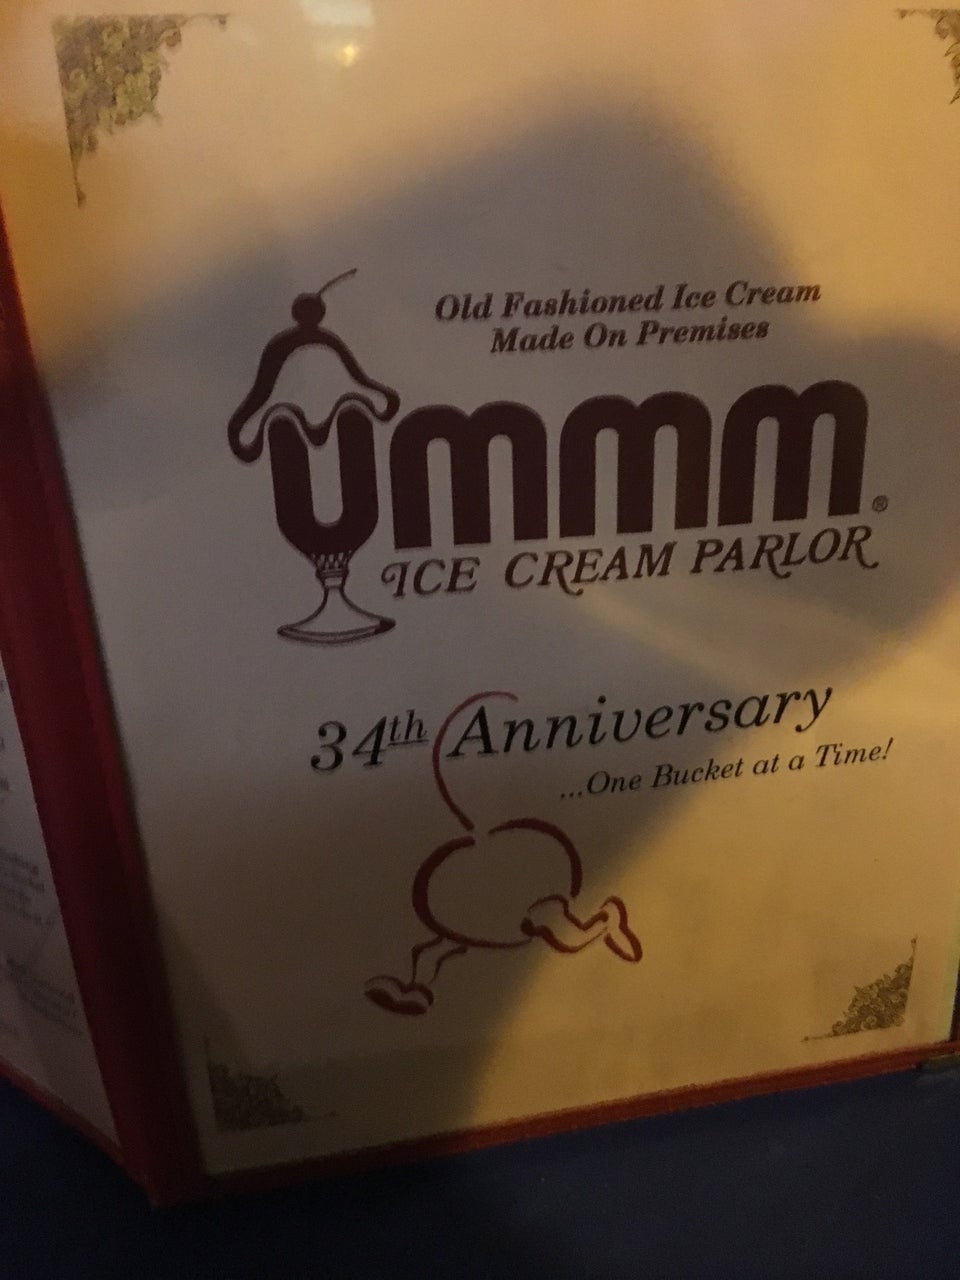 Old Fashioned Ice Cream
Made On Premises
Ummm®
ICE CREAM PARLOR
34th Anniversary
...One Bucket at a Time!